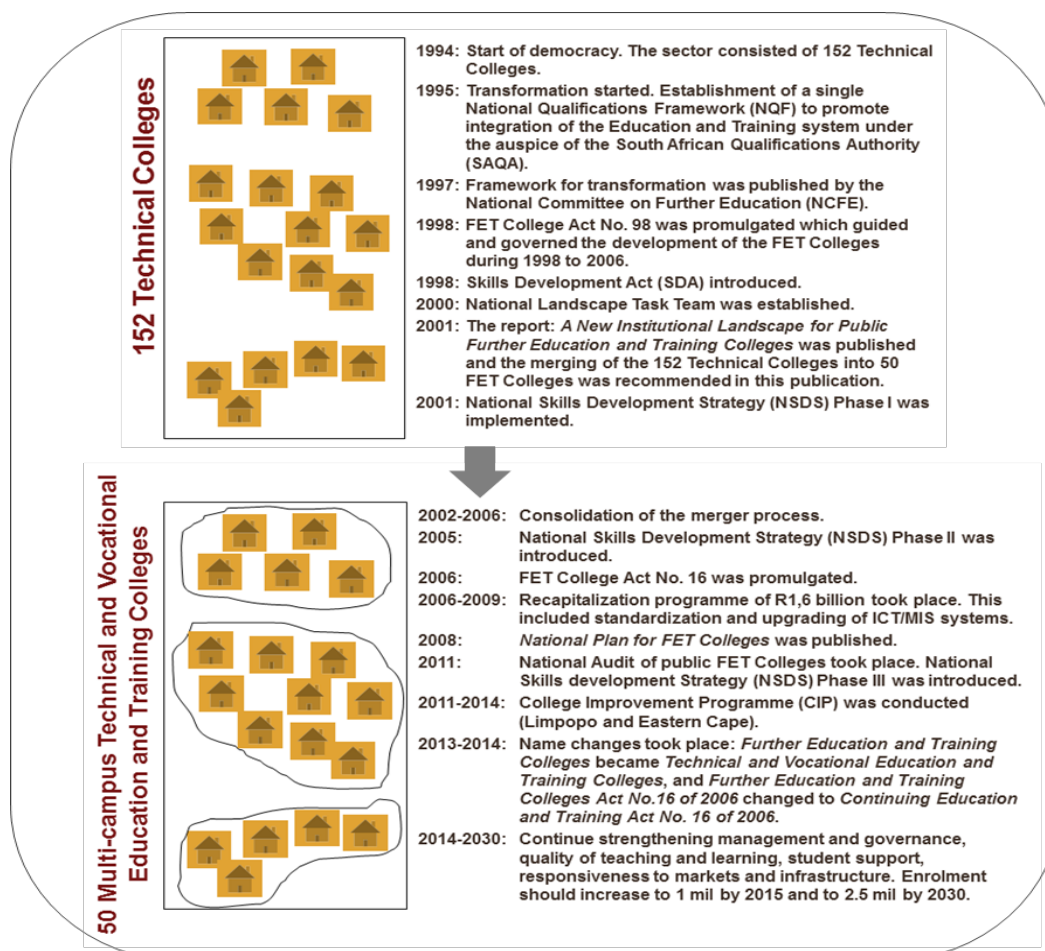 152 Technical Colleges
1994: Start of democracy. The sector consisted of 152 Technical
Colleges.
1995: Transformation started. Establishment of a single
National Qualifications Framework (NQF) to promote
integration of the Education and Training system under
the auspice of the South African Qualifications Authority
(SAQA).
1997: Framework for transformation was published by the
National Committee on Further Education (NCFE).
1998: FET College Act No. 98 was promulgated which guided
and governed the development of the FET Colleges
during 1998 to 2006.
1998: Skills Development Act (SDA) introduced.
2000: National Landscape Task Team was established.
2001: The report: A New Institutional Landscape for Public
Further Education and Training Colleges was published
and the merging of the 152 Technical Colleges into 50
FET Colleges was recommended in this publication.
2001: National Skills Development Strategy (NSDS) Phase I was
implemented.
50 Multi-campus Technical and Vocational
Education and Training Colleges
2002-2006: Consolidation of the merger process.
2005: National Skills Development Strategy (NSDS) Phase II was
introduced.
2006: FET College Act No. 16 was promulgated.
2006-2009: Recapitalization programme of R1,6 billion took place. This
included standardization and upgrading of ICT/MIS systems.
2008: National Plan for FET Colleges was published.
2011: National Audit of public FET Colleges took place. National
Skills development Strategy (NSDS) Phase III was introduced.
2011-2014: College Improvement Programme (CIP) was conducted
(Limpopo and Eastern Cape).
2013-2014: Name changes took place: Further Education and Training
Colleges became Technical and Vocational Education and
Training Colleges, and Further Education and Training
Colleges Act No.16 of 2006 changed to Continuing Education
and Training Act No. 16 of 2006.
2014-2030: Continue strengthening management and governance,
quality of teaching and learning, student support,
responsiveness to markets and infrastructure. Enrolment
should increase to 1 mil by 2015 and to 2.5 mil by 2030.